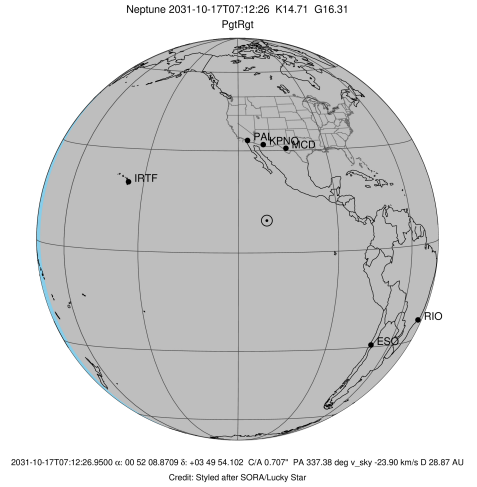 Neptune 2031-10-17T07:12:26 K14.71 G16.31
PgtRgt
PAL
KPNO
MCD
IRTF
RIO
ESO
2031-10-17T07:12:26.9500 α: 00 52 08.8709 δ: +03 49 54.102 C/A 0.707" PA 337.38 deg v_sky -23.90 km/s D 28.87 AU
Credit: Styled after SORA/Lucky Star